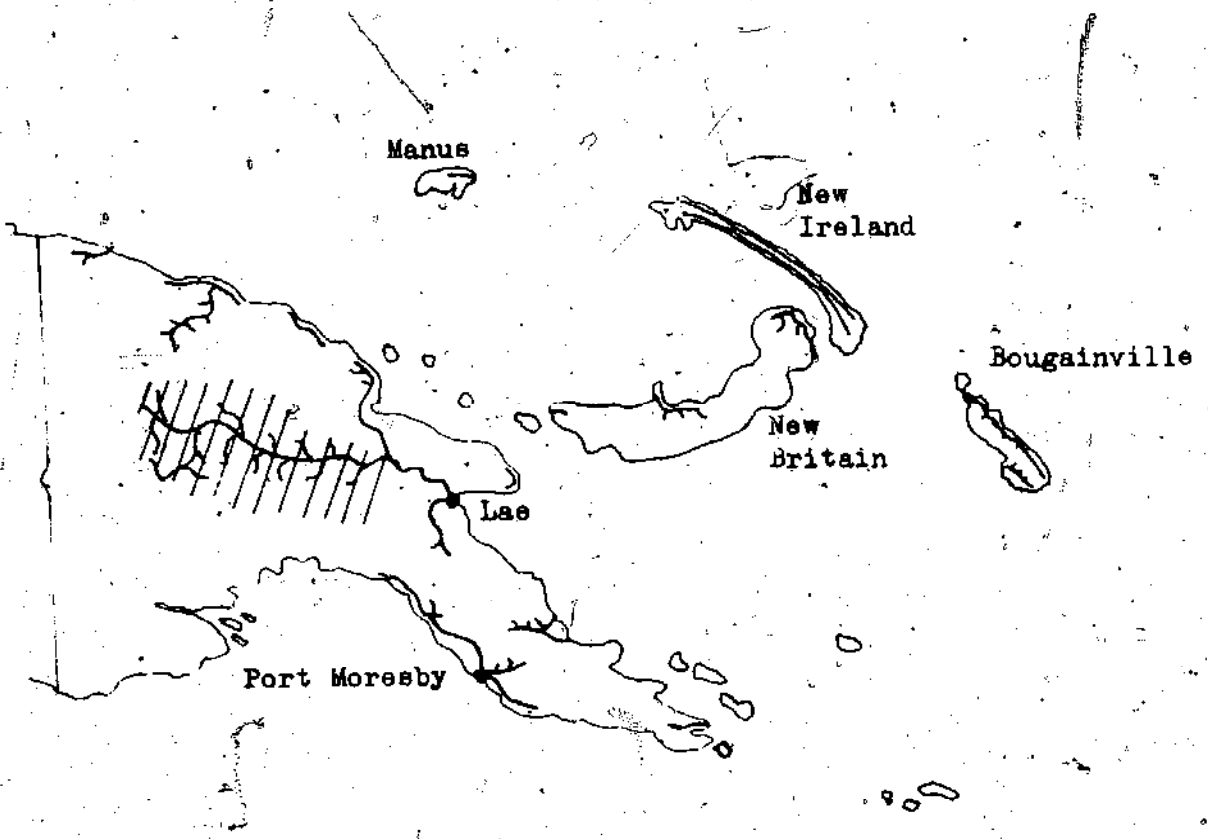 Manus
New
Ireland
Bougainville
New
Britain
Lae
Port Moresby